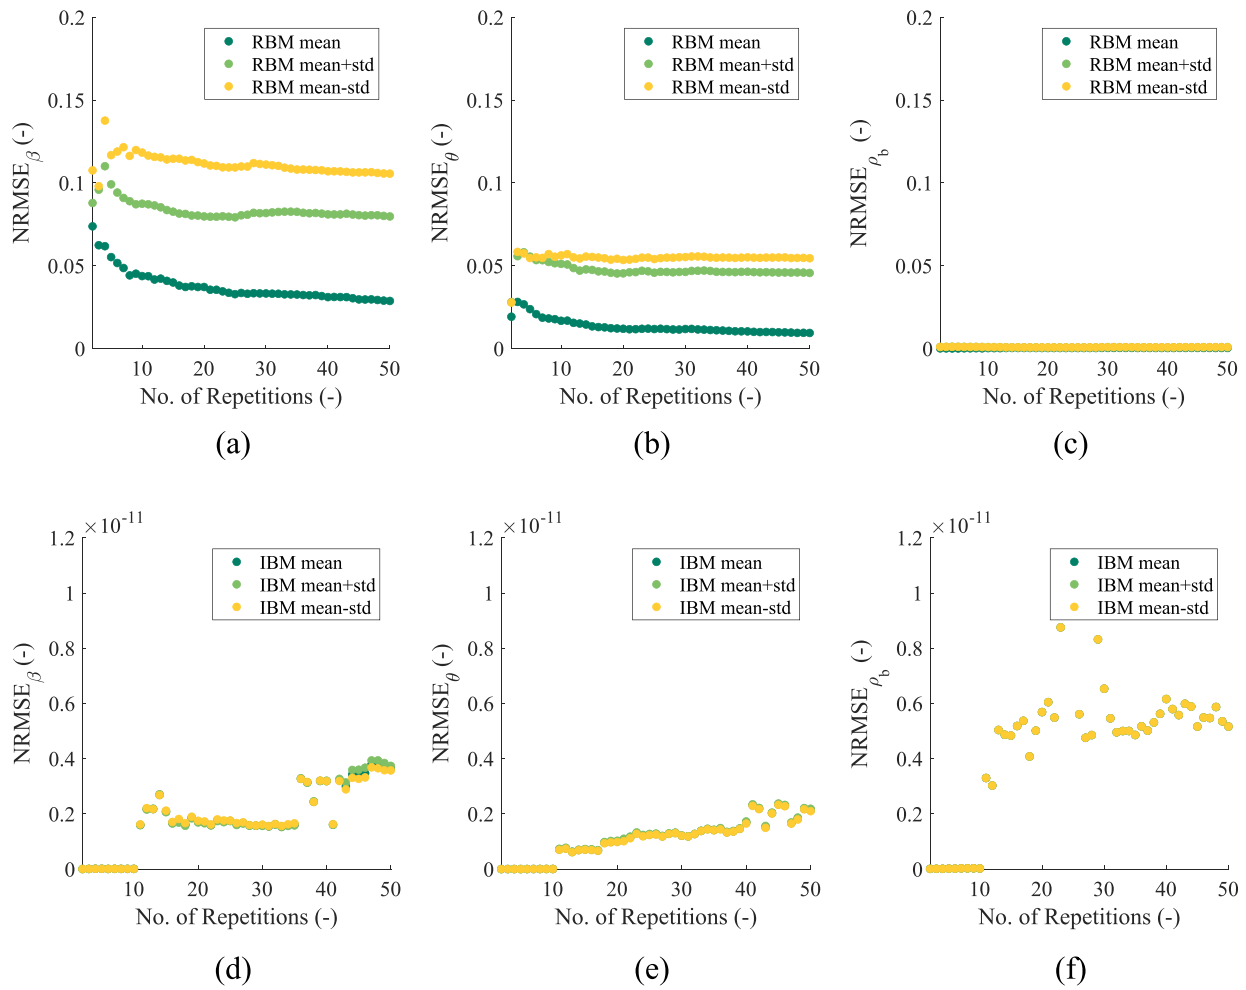 0.2
0.15
0.1
0.05
0
NRMSEβ (-)
RBM mean
RBM mean+std
RBM mean-std
10 20 30 40 50
No. of Repetitions (-)
(a)
0.2
0.15
0.1
0.05
0
NRMSEθ (-)
RBM mean
RBM mean+std
RBM mean-std
10 20 30 40 50
No. of Repetitions (-)
(b)
0.2
0.15
0.1
0.05
0
NRMSEρb (-)
RBM mean
RBM mean+std
RBM mean-std
10 20 30 40 50
No. of Repetitions (-)
(c)
×10-11
1.2
1
0.8
0.6
0.4
0.2
0
NRMSEβ (-)
IBM mean
IBM mean+std
IBM mean-std
10 20 30 40 50
No. of Repetitions (-)
(d)
×10-11
1.2
1
0.8
0.6
0.4
0.2
0
NRMSEθ (-)
IBM mean
IBM mean+std
IBM mean-std
10 20 30 40 50
No. of Repetitions (-)
(e)
×10-11
1.2
1
0.8
0.6
0.4
0.2
0
NRMSEρb (-)
IBM mean
IBM mean+std
IBM mean-std
10 20 30 40 50
No. of Repetitions (-)
(f)